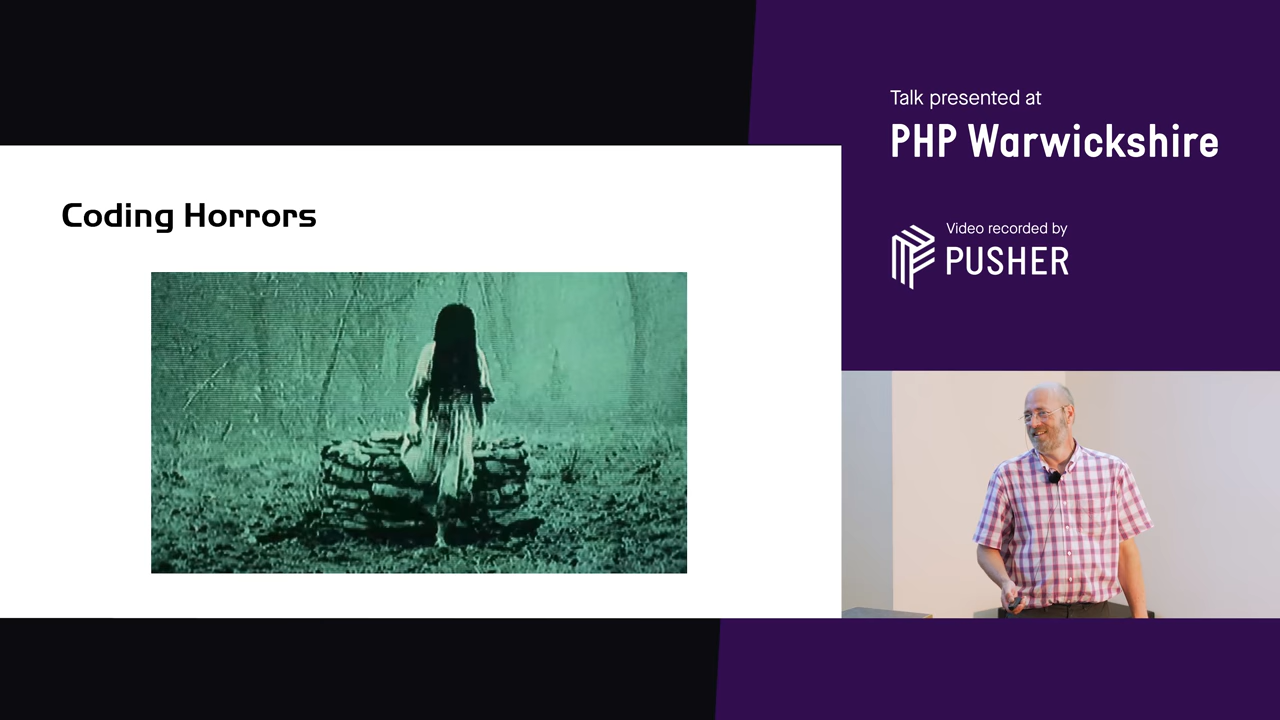 Coding Horrors
Talk presented at
PHP Warwickshire
Video recorded by
PUSHER